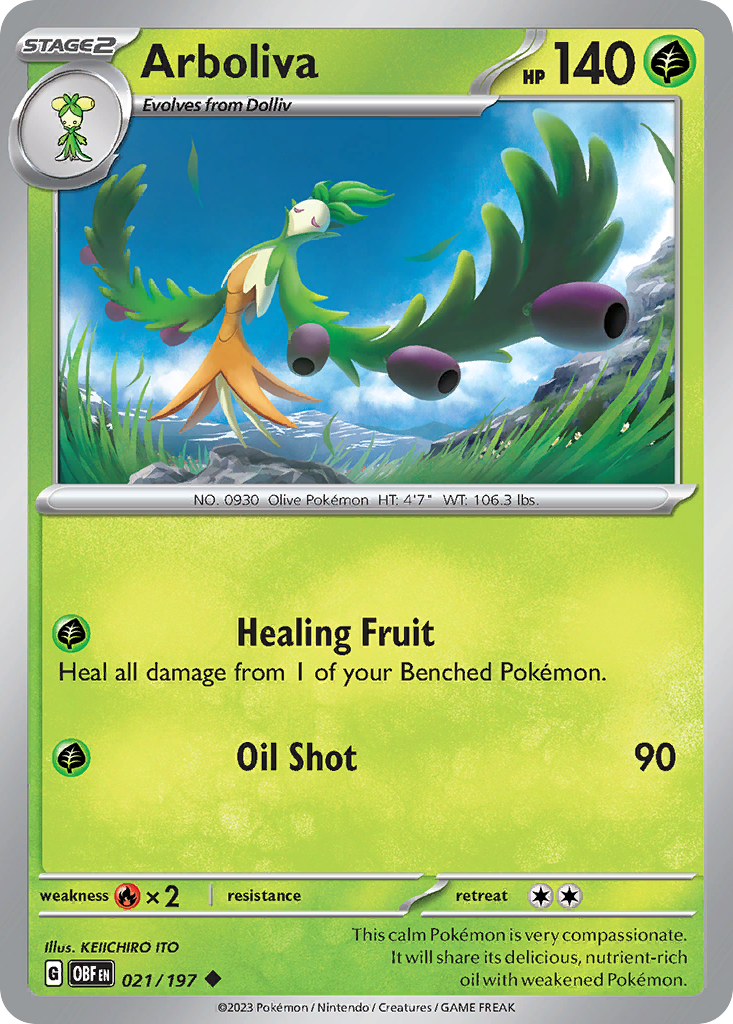 STAGE2
Arboliva
HP 140
Evolves from Dolliv
NO. 0930 Olive Pokémon HT: 4'7" WT: 106.3 lbs.
Healing Fruit
Heal all damage from 1 of your Benched Pokémon.
Oil Shot 90
weakness ×2 resistance retreat
Illus. KEIICHIRO ITO
This calm Pokémon is very compassionate.
It will share its delicious, nutrient-rich
oil with weakened Pokémon.
G OBF EN 021/197
©2023 Pokémon / Nintendo / Creatures / GAME FREAK